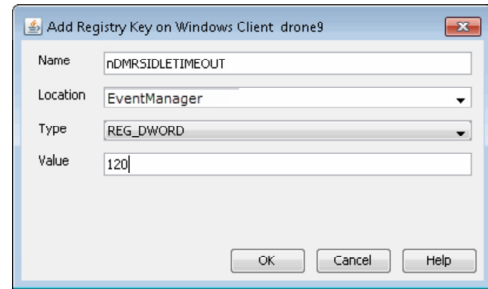 Add Registry Key on Windows Client drone9
Name nDMRSIDLETIMEOUT
Location EventManager
Type REG_DWORD
Value 120
OK Cancel Help